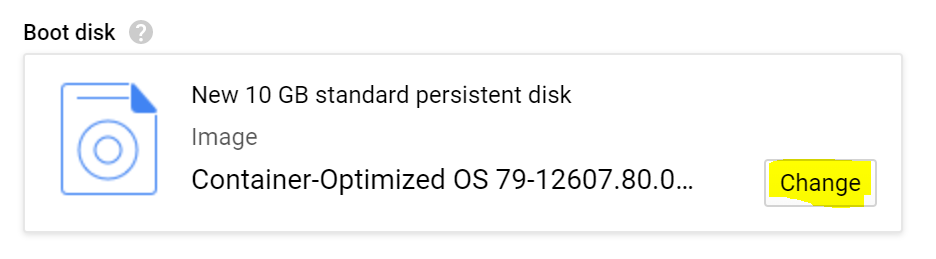 Boot disk ?
New 10 GB standard persistent disk
Image
Container-Optimized OS 79-12607.80.0...
Change